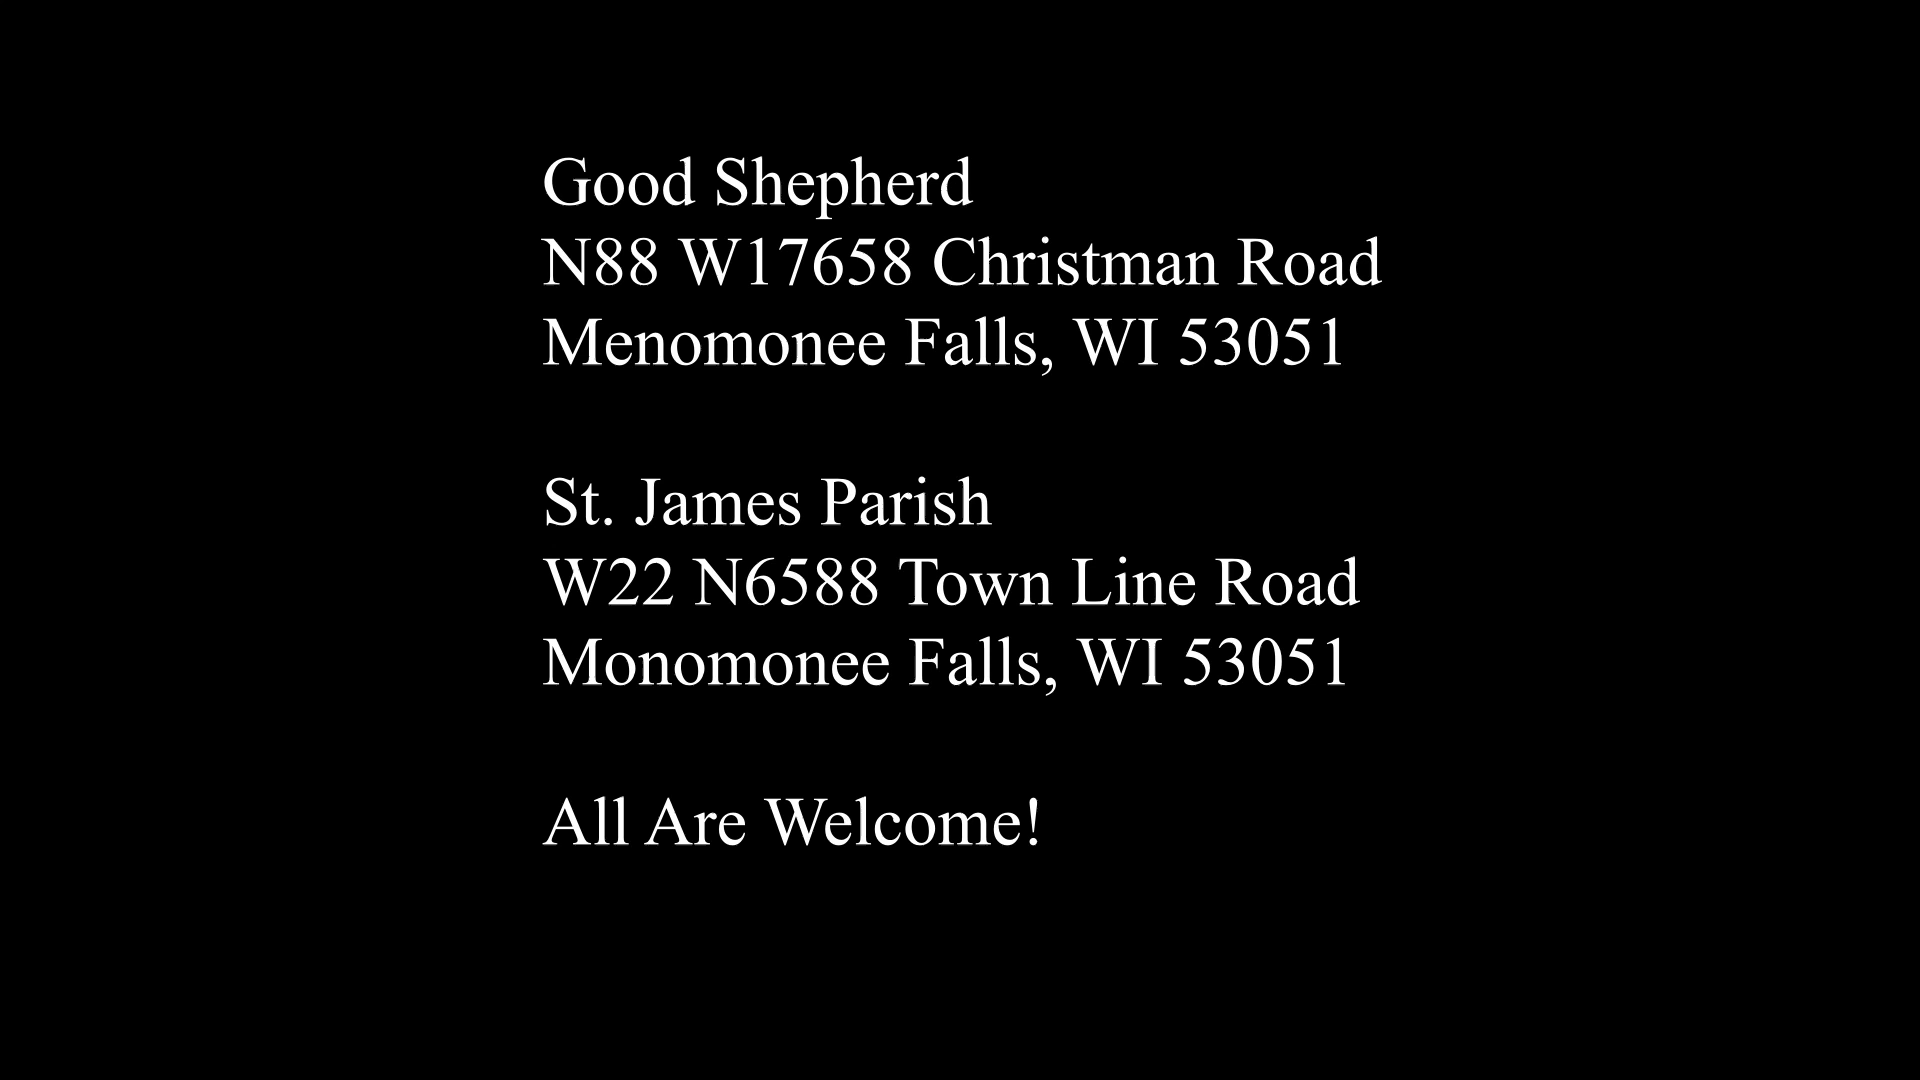 Good Shepherd
N88 W17658 Christman Road
Menomonee Falls, WI 53051
St. James Parish
W22 N6588 Town Line Road
Monomonee Falls, WI 53051
All Are Welcome!